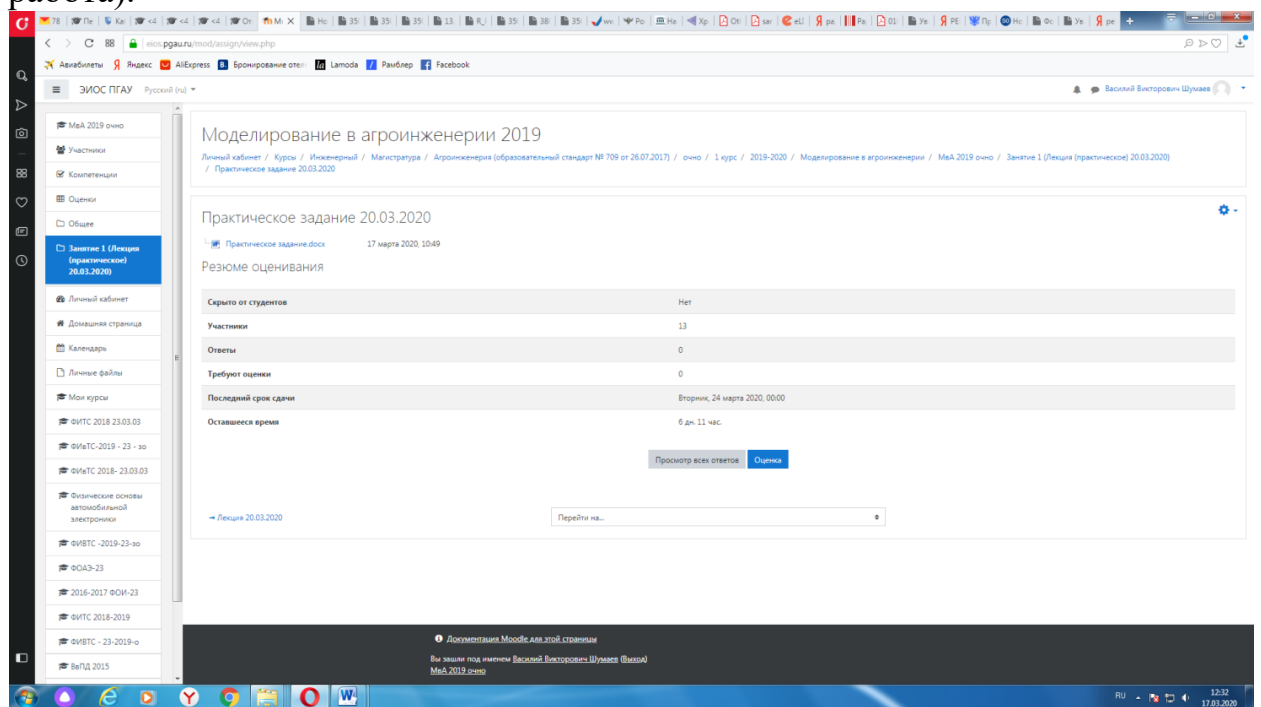 работа).
eios.pgau.ru/mod/assign/view.php
Авиабилеты Яндекс AliExpress Бронирование отел Lamoda Рамблер Facebook
ЭИОС ПГАУ Русский (ru)
Василий Викторович Шумаев
МвА 2019 очно
Участники
Компетенции
Оценки
Общее
Занятие 1 (Лекция
(практическое)
20.03.2020)
Личный кабинет
Домашняя страница
Календарь
Личные файлы
Мои курсы
ФИТС 2018 23.03.03
ФИвТС-2019 - 23 - зо
ФИвТС 2018- 23.03.03
Физические основы
автомобильной
электроники
ФИВТС -2019-23-зо
ФОАЭ-23
2016-2017 ФОИ-23
ФИТС 2018-2019
ФИВТС - 23-2019-о
ВвПД 2015
Моделирование в агроинженерии 2019
Личный кабинет / Курсы / Инженерный / Магистратура / Агроинженерия (образовательный стандарт № 709 от 26.07.2017) / очно / 1 курс / 2019-2020 / Моделирование в агроинженерии / МвА 2019 очно / Занятие 1 (Лекция (практическое) 20.03.2020)
/ Практическое задание 20.03.2020
Практическое задание 20.03.2020
Практическое задание.docx 17 марта 2020, 10:49
Резюме оценивания
Скрыто от студентов Нет
Участники 13
Ответы 0
Требуют оценки 0
Последний срок сдачи Вторник, 24 марта 2020, 00:00
Оставшееся время 6 дн. 11 час.
Просмотр всех ответов Оценка
→ Лекция 20.03.2020 Перейти на...
Документация Moodle для этой страницы
Вы зашли под именем Василий Викторович Шумаев (Выход)
МвА 2019 очно
RU 12:32
17.03.2020